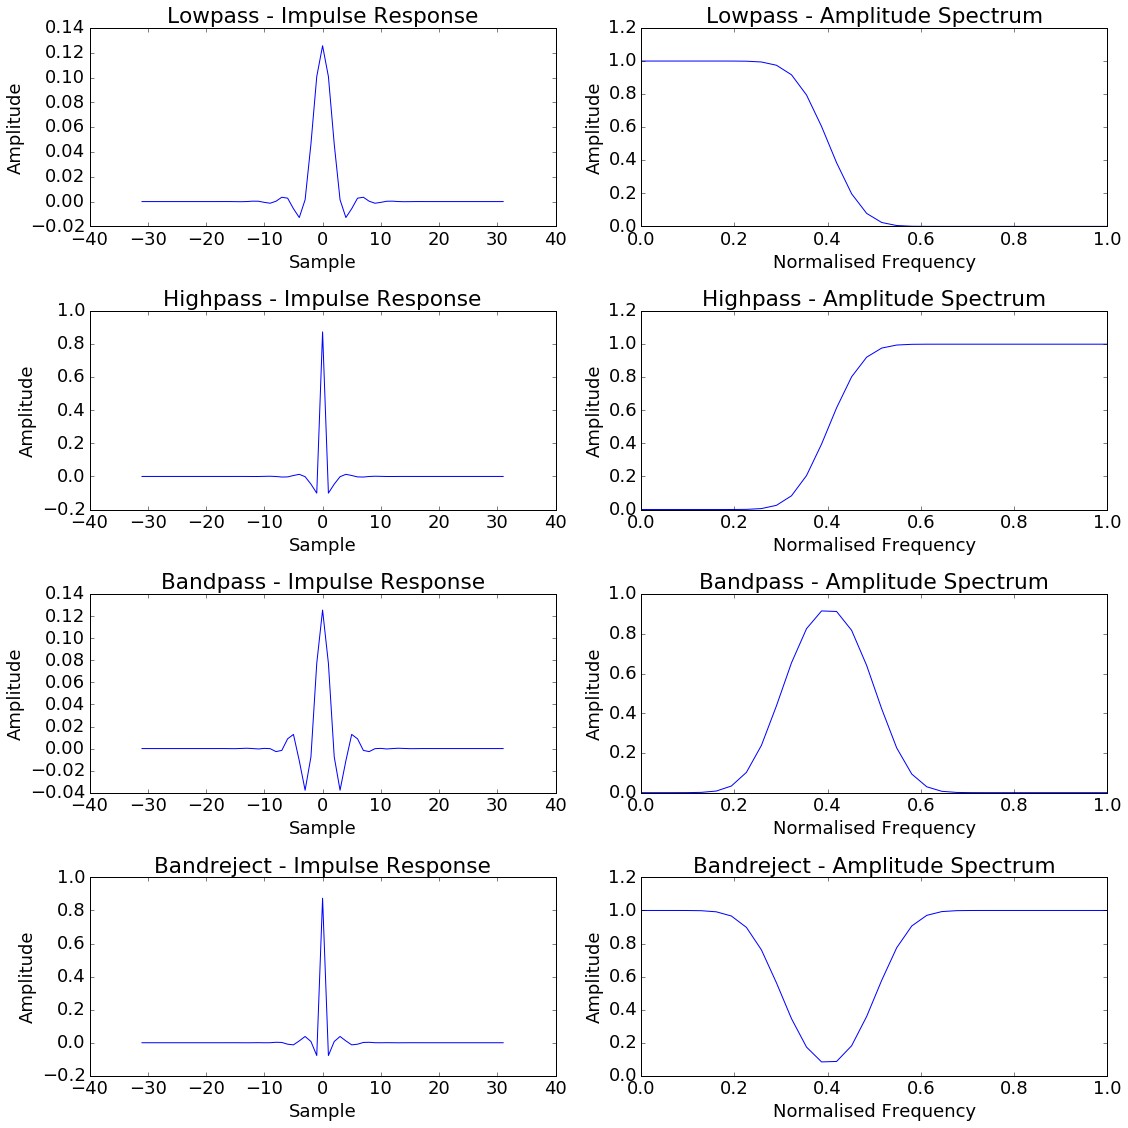 Lowpass - Impulse Response
0.14
0.12
0.10
0.08
0.06
0.04
0.02
0.00
−0.02
Amplitude
−40 −30 −20 −10 0 10 20 30 40
Sample
Lowpass - Amplitude Spectrum
1.2
1.0
0.8
0.6
0.4
0.2
0.0
Amplitude
0.0 0.2 0.4 0.6 0.8 1.0
Normalised Frequency
Highpass - Impulse Response
1.0
0.8
0.6
0.4
0.2
0.0
−0.2
Amplitude
−40 −30 −20 −10 0 10 20 30 40
Sample
Highpass - Amplitude Spectrum
1.2
1.0
0.8
0.6
0.4
0.2
0.0
Amplitude
0.0 0.2 0.4 0.6 0.8 1.0
Normalised Frequency
Bandpass - Impulse Response
0.14
0.12
0.10
0.08
0.06
0.04
0.02
0.00
−0.02
−0.04
Amplitude
−40 −30 −20 −10 0 10 20 30 40
Sample
Bandpass - Amplitude Spectrum
1.0
0.8
0.6
0.4
0.2
0.0
Amplitude
0.0 0.2 0.4 0.6 0.8 1.0
Normalised Frequency
Bandreject - Impulse Response
1.0
0.8
0.6
0.4
0.2
0.0
−0.2
Amplitude
−40 −30 −20 −10 0 10 20 30 40
Sample
Bandreject - Amplitude Spectrum
1.2
1.0
0.8
0.6
0.4
0.2
0.0
Amplitude
0.0 0.2 0.4 0.6 0.8 1.0
Normalised Frequency